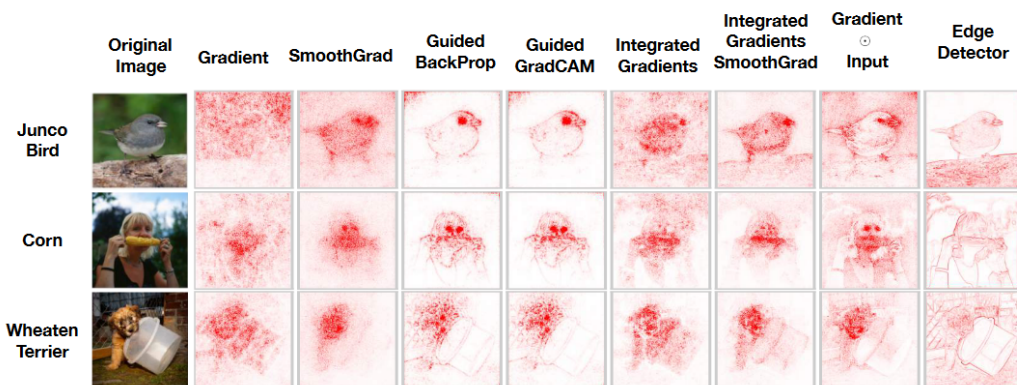 Original
Image
Gradient
SmoothGrad
Guided
BackProp
Guided
GradCAM
Integrated
Gradients
Integrated
Gradients
SmoothGrad
Gradient
⊙
Input
Edge
Detector
Junco
Bird
Corn
Wheaten
Terrier